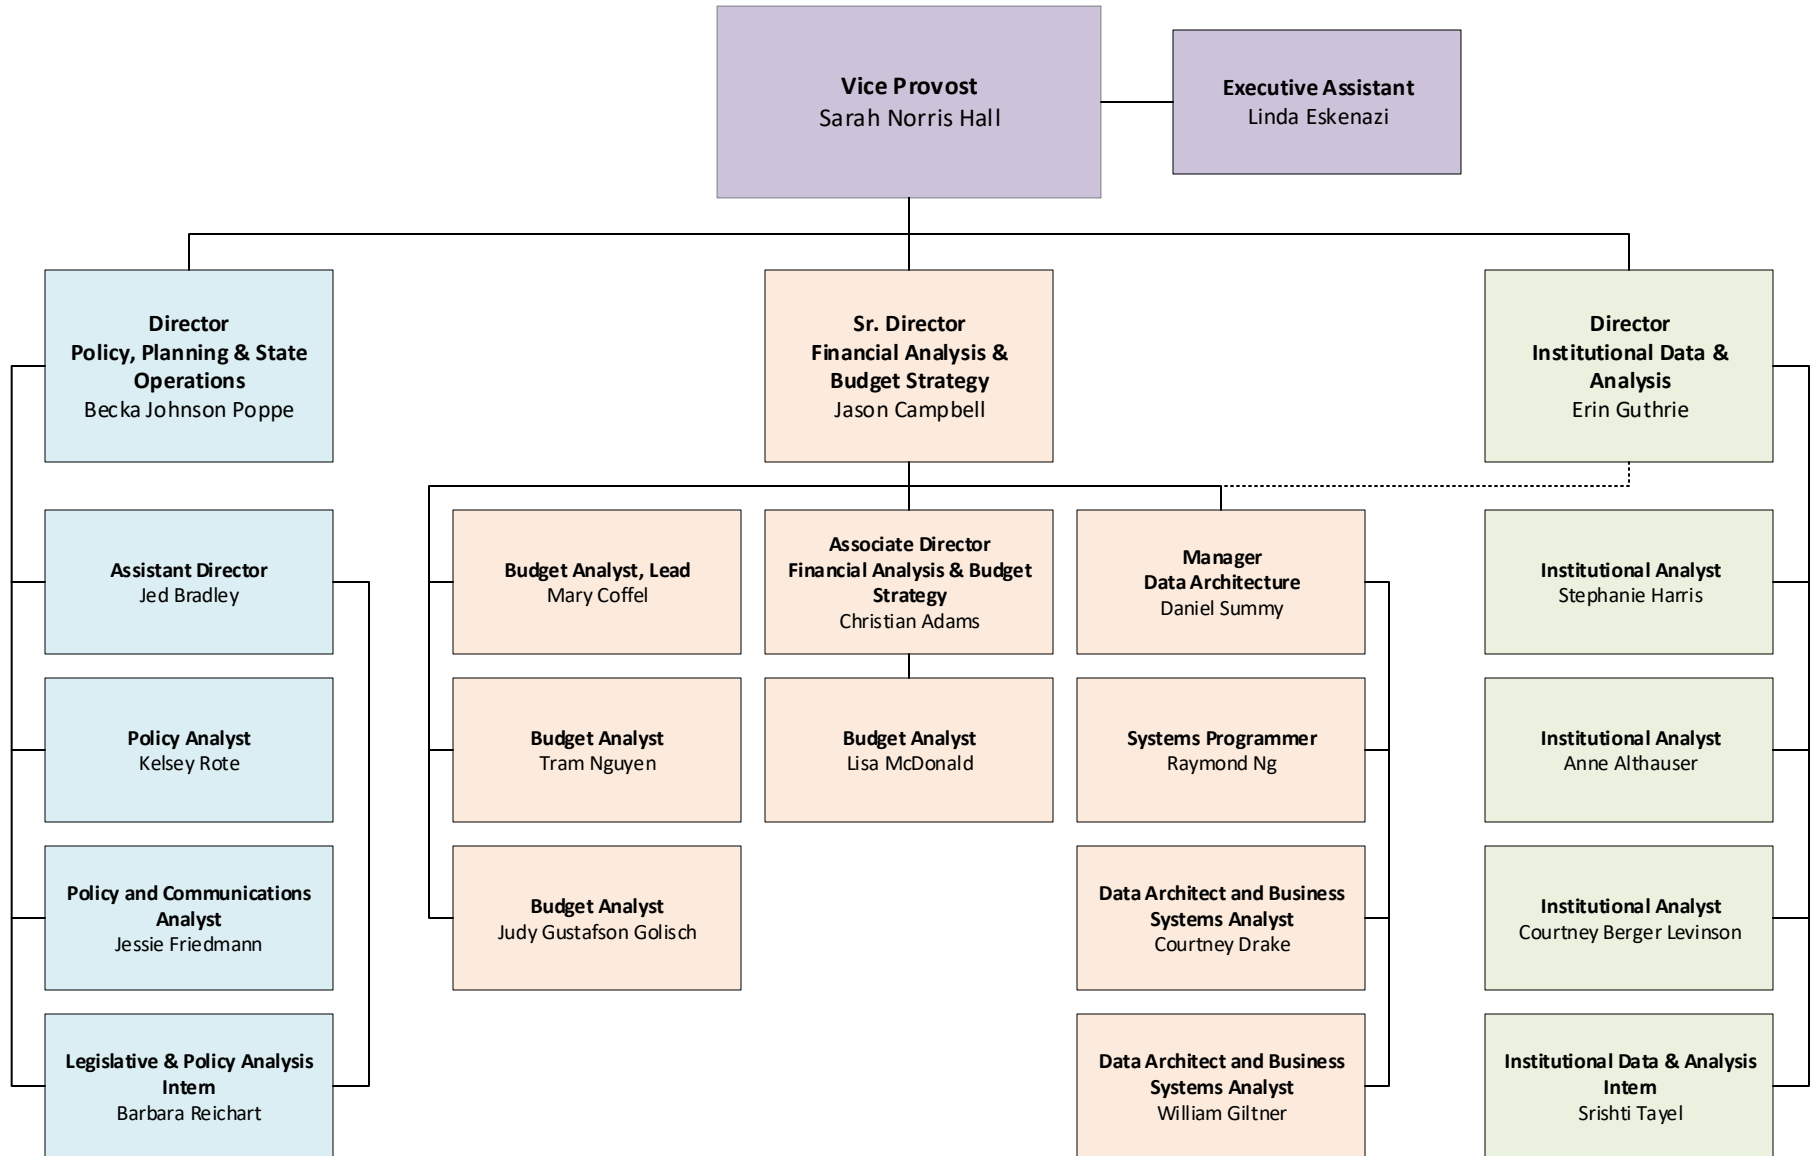 Vice Provost
Sarah Norris Hall
Executive Assistant
Linda Eskenazi
Director
Policy, Planning & State
Operations
Becka Johnson Poppe
Sr. Director
Financial Analysis &
Budget Strategy
Jason Campbell
Director
Institutional Data &
Analysis
Erin Guthrie
Assistant Director
Jed Bradley
Policy Analyst
Kelsey Rote
Policy and Communications
Analyst
Jessie Friedmann
Legislative & Policy Analysis
Intern
Barbara Reichart
Budget Analyst, Lead
Mary Coffel
Budget Analyst
Tram Nguyen
Budget Analyst
Judy Gustafson Golisch
Associate Director
Financial Analysis & Budget
Strategy
Christian Adams
Budget Analyst
Lisa McDonald
Manager
Data Architecture
Daniel Summy
Systems Programmer
Raymond Ng
Data Architect and Business
Systems Analyst
Courtney Drake
Data Architect and Business
Systems Analyst
William Giltner
Institutional Analyst
Stephanie Harris
Institutional Analyst
Anne Althauser
Institutional Analyst
Courtney Berger Levinson
Institutional Data & Analysis
Intern
Srishti Tayel